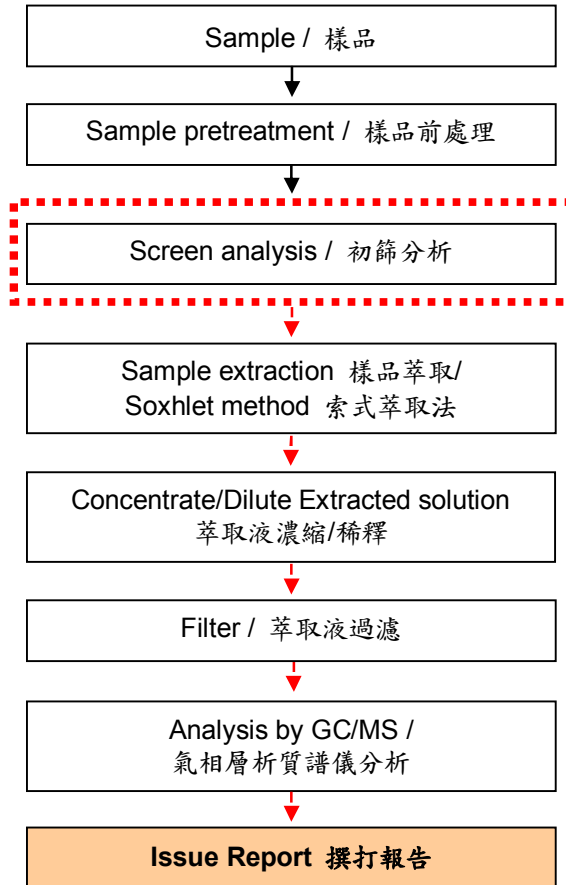 Sample / 樣品
Sample pretreatment / 樣品前處理
Screen analysis / 初篩分析
Sample extraction 樣品萃取/
Soxhlet method 索式萃取法
Concentrate/Dilute Extracted solution
萃取液濃縮/稀釋
Filter / 萃取液過濾
Analysis by GC/MS /
氣相層析質譜儀分析
Issue Report 撰打報告